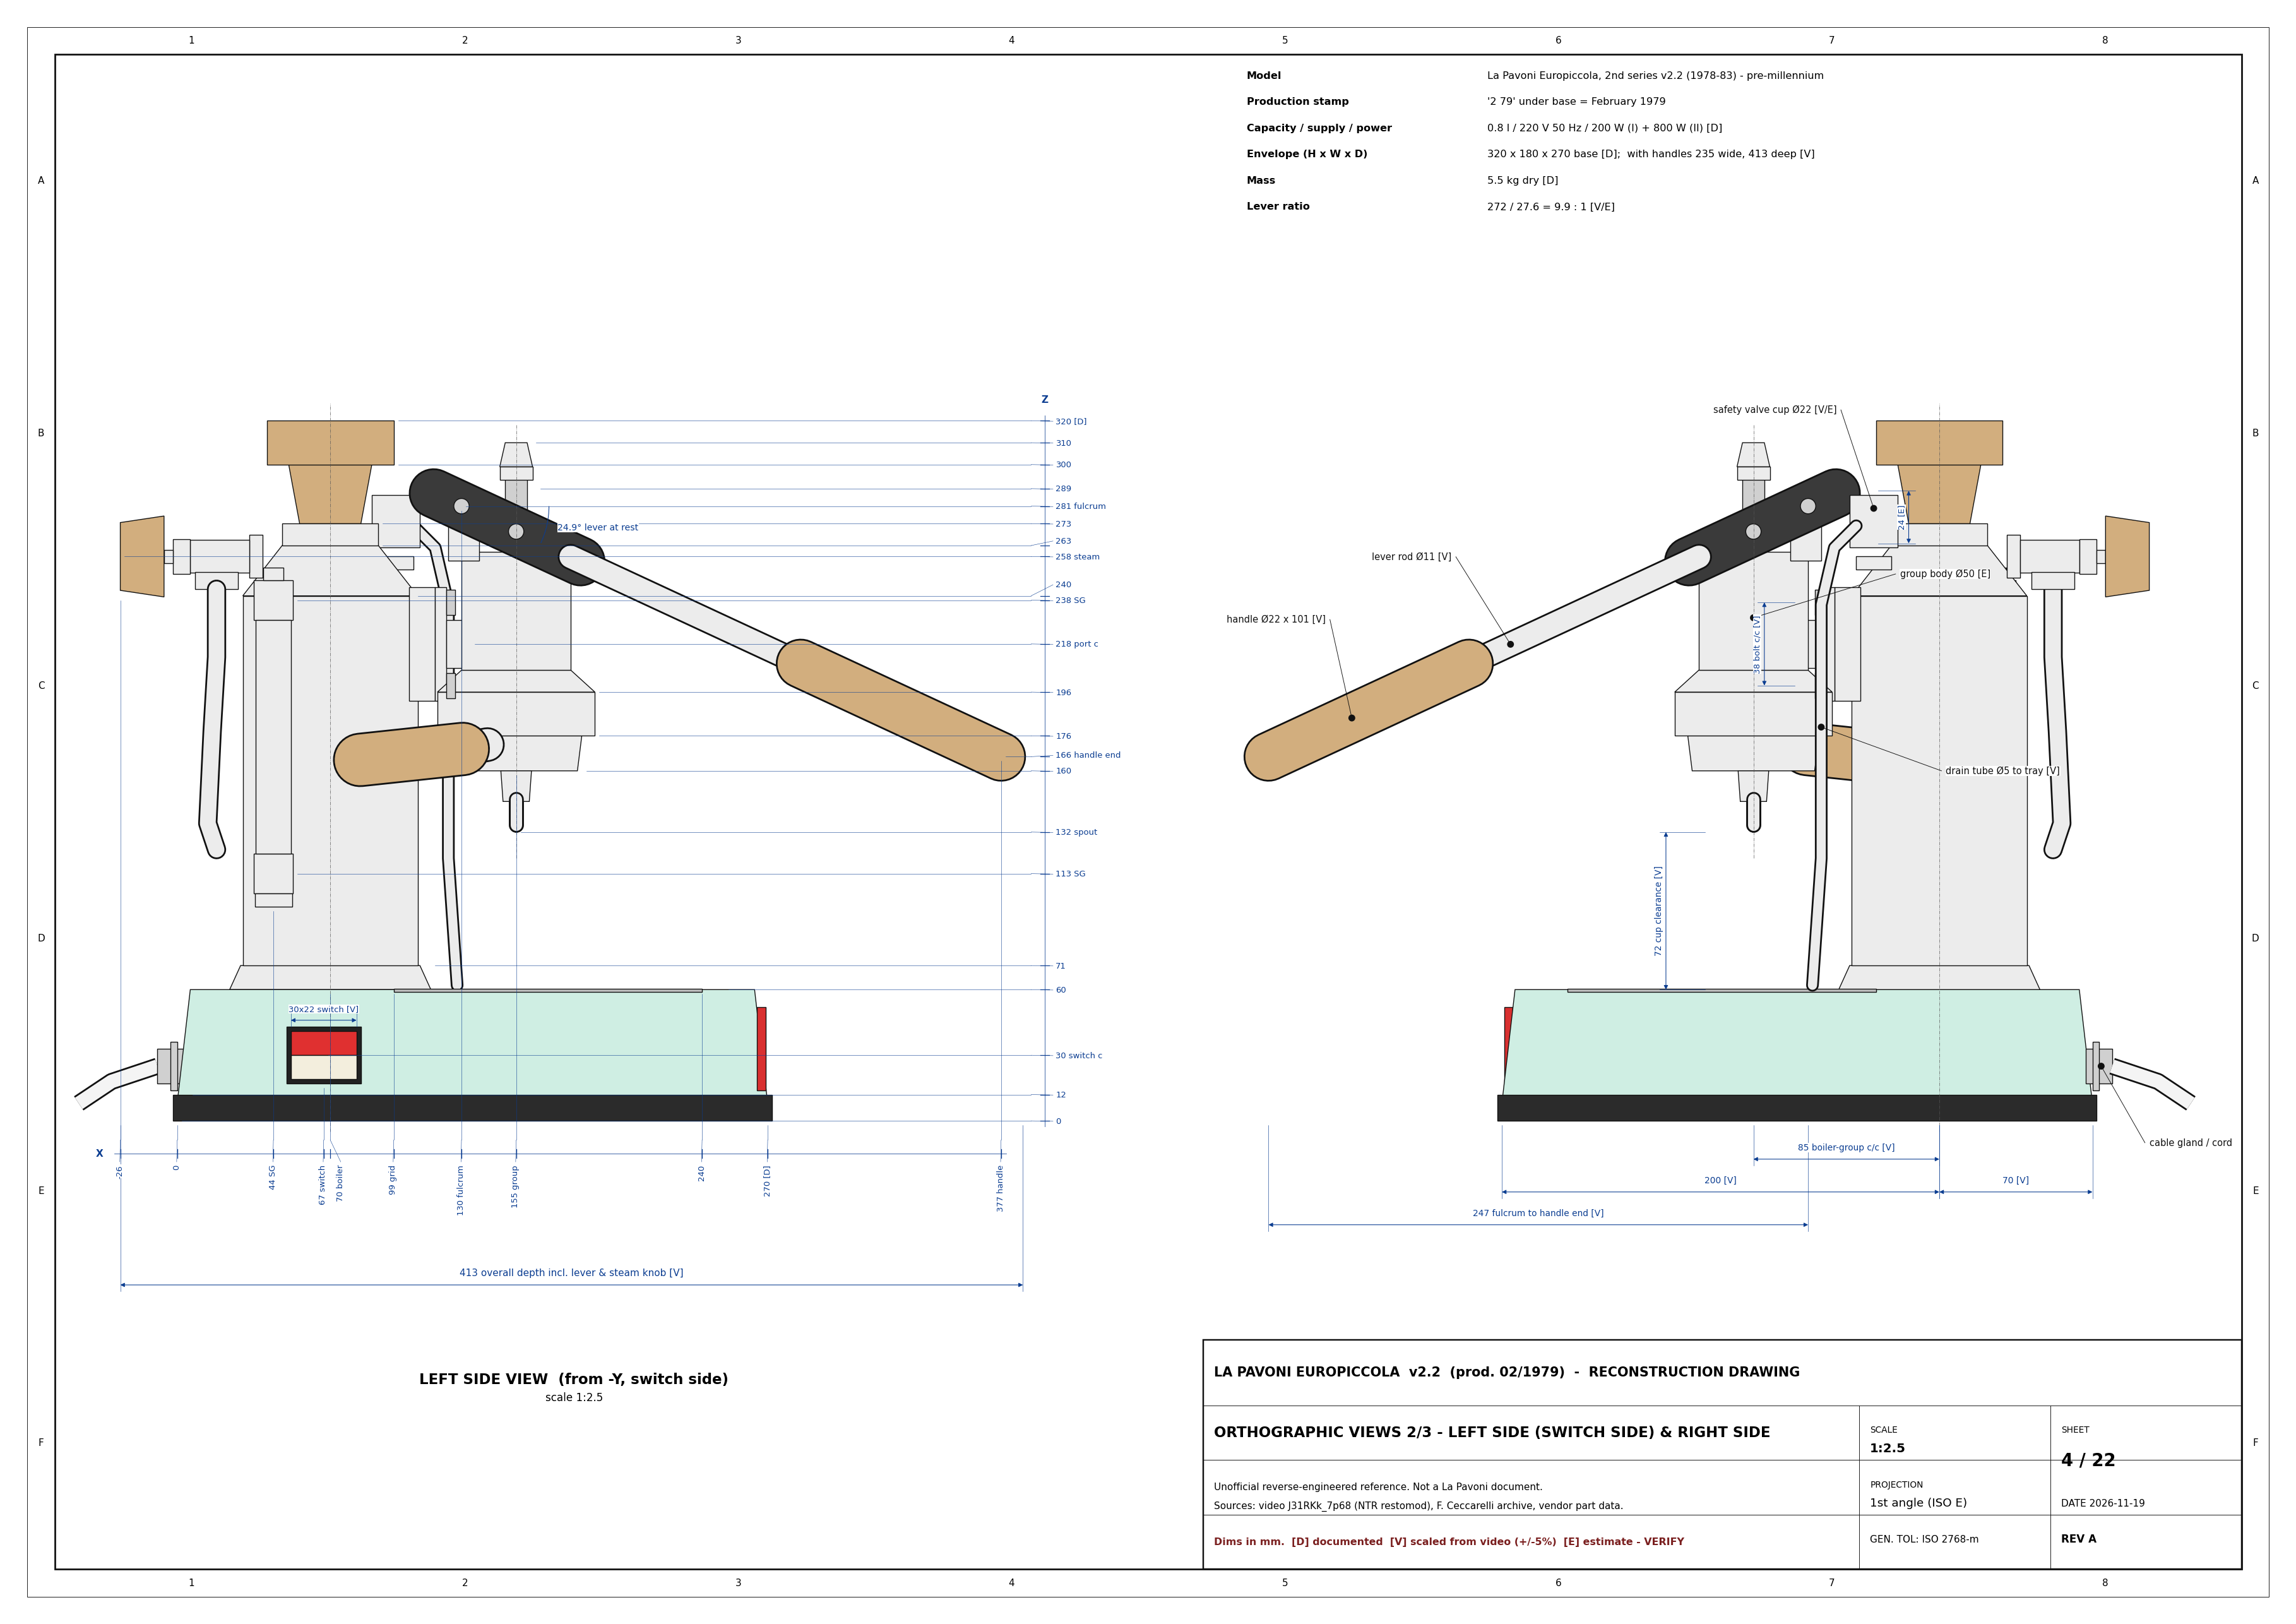 1 2 3 4 5 6 7 8
A A
B B
C C
D D
E E
F F
Model La Pavoni Europiccola, 2nd series v2.2 (1978-83) - pre-millennium
Production stamp '2 79' under base = February 1979
Capacity / supply / power 0.8 l / 220 V 50 Hz / 200 W (I) + 800 W (II) [D]
Envelope (H x W x D) 320 x 180 x 270 base [D];  with handles 235 wide, 413 deep [V]
Mass 5.5 kg dry [D]
Lever ratio 272 / 27.6 = 9.9 : 1 [V/E]
Z
320 [D]
310
300
289
281 fulcrum
273
263
258 steam
240
238 SG
218 port c
196
176
166 handle end
160
132 spout
113 SG
71
60
30 switch c
12
0
24.9° lever at rest
30x22 switch [V]
X
-26
0
44 SG
67 switch
70 boiler
99 grid
130 fulcrum
155 group
240
270 [D]
377 handle
413 overall depth incl. lever & steam knob [V]
LEFT SIDE VIEW  (from -Y, switch side)
scale 1:2.5
safety valve cup Ø22 [V/E]
24 [E]
lever rod Ø11 [V]
group body Ø50 [E]
handle Ø22 x 101 [V]
38 bolt c/c [V]
drain tube Ø5 to tray [V]
72 cup clearance [V]
cable gland / cord
85 boiler-group c/c [V]
200 [V]
70 [V]
247 fulcrum to handle end [V]
LA PAVONI EUROPICCOLA  v2.2  (prod. 02/1979)  -  RECONSTRUCTION DRAWING
ORTHOGRAPHIC VIEWS 2/3 - LEFT SIDE (SWITCH SIDE) & RIGHT SIDE
SCALE
1:2.5
SHEET
4 / 22
Unofficial reverse-engineered reference. Not a La Pavoni document.
Sources: video J31RKk_7p68 (NTR restomod), F. Ceccarelli archive, vendor part data.
PROJECTION
1st angle (ISO E)
DATE 2026-11-19
Dims in mm.  [D] documented  [V] scaled from video (+/-5%)  [E] estimate - VERIFY
GEN. TOL: ISO 2768-m
REV A
1 2 3 4 5 6 7 8